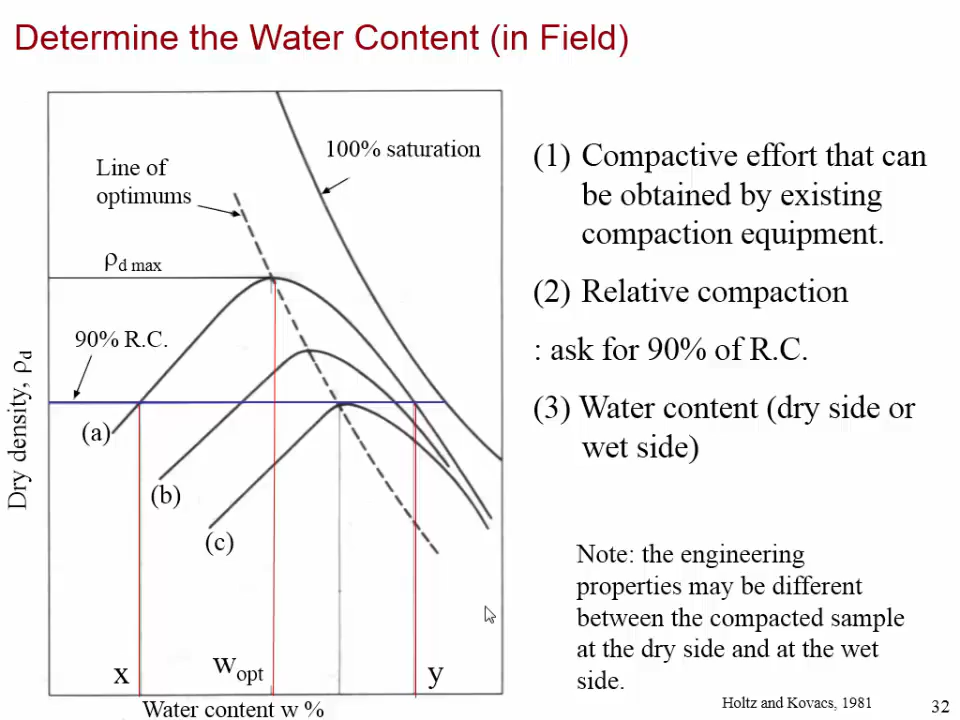 Determine the Water Content (in Field)
100% saturation
Line of
optimums
ρd max
90% R.C.
(a)
(b)
(c)
Dry density, ρd
x
wopt
y
Water content w %
(1) Compactive effort that can
be obtained by existing
compaction equipment.
(2) Relative compaction
: ask for 90% of R.C.
(3) Water content (dry side or
wet side)
Note: the engineering
properties may be different
between the compacted sample
at the dry side and at the wet
side.
Holtz and Kovacs, 1981
32